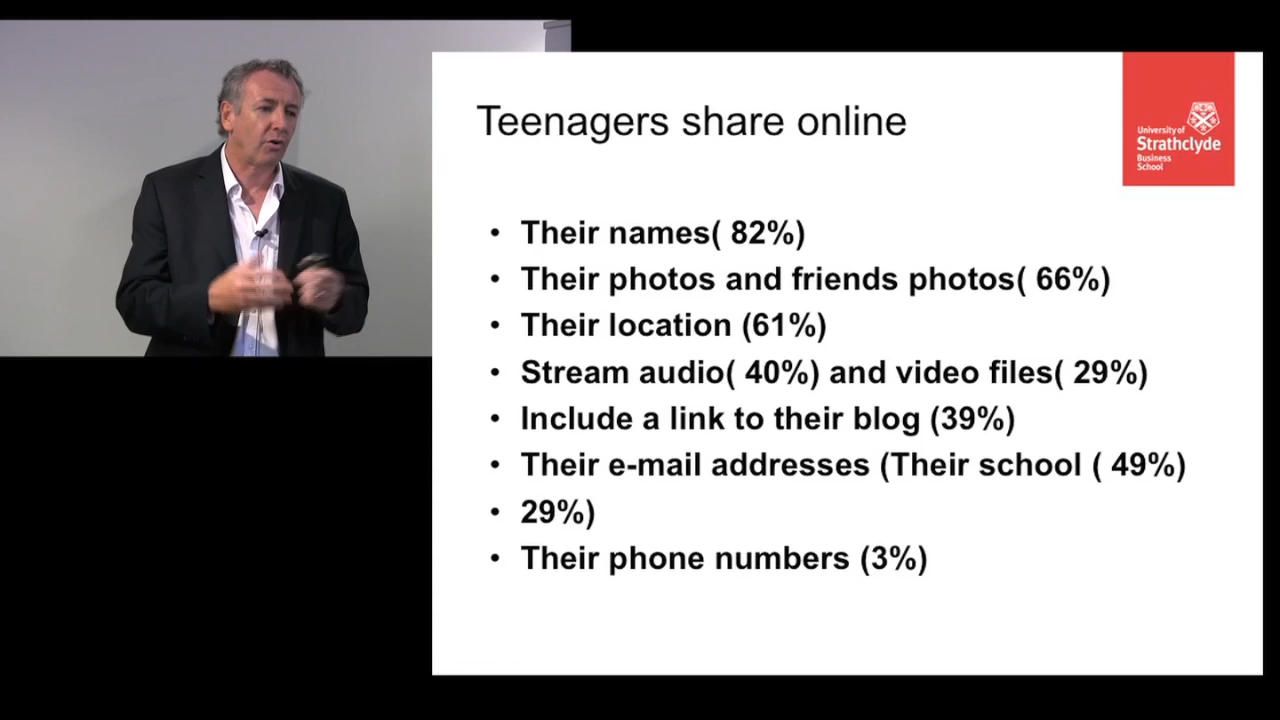 Teenagers share online
University of
Strathclyde
Business
School
• Their names( 82%)
• Their photos and friends photos( 66%)
• Their location (61%)
• Stream audio( 40%) and video files( 29%)
• Include a link to their blog (39%)
• Their e-mail addresses (Their school ( 49%)
• 29%)
• Their phone numbers (3%)